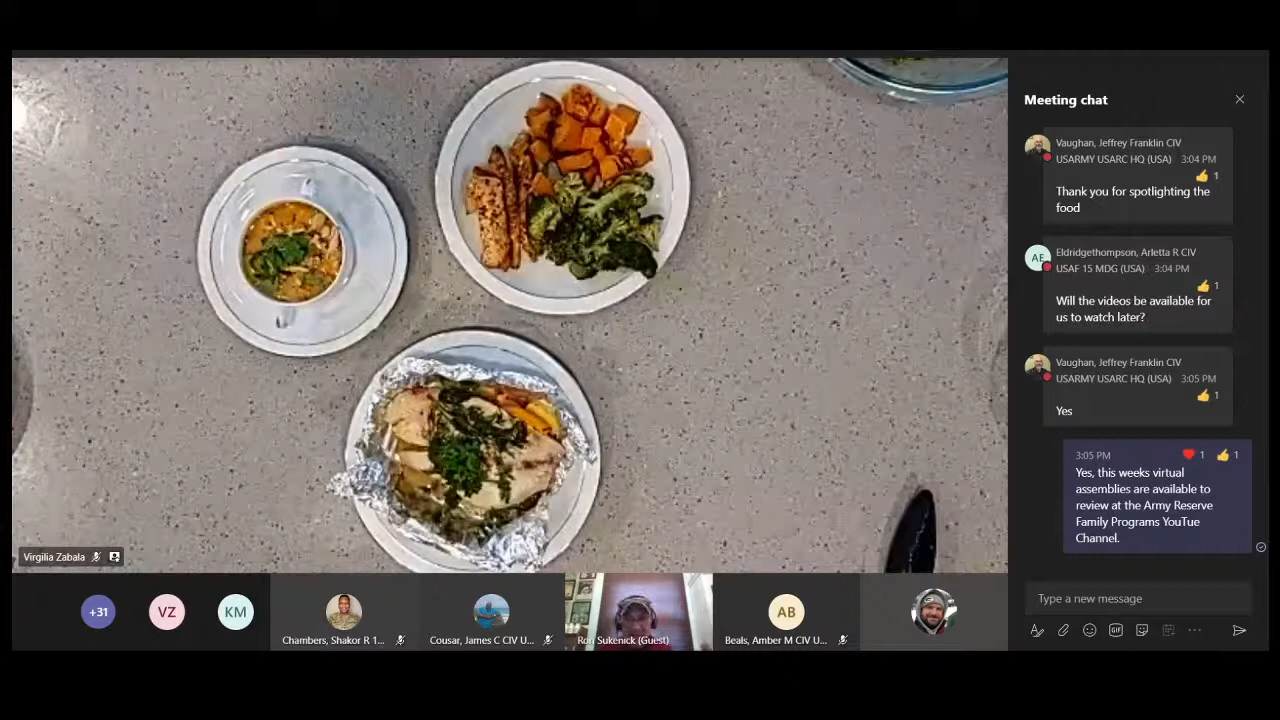 Meeting chat
Vaughan, Jeffrey Franklin CIV
USARMY USARC HQ (USA) 3:04 PM
1
Thank you for spotlighting the
food
AE
Eldridgethompson, Arletta R CIV
USAF 15 MDG (USA) 3:04 PM
1
Will the videos be available for
us to watch later?
Vaughan, Jeffrey Franklin CIV
USARMY USARC HQ (USA) 3:05 PM
1
Yes
3:05 PM 1 1
Yes, this weeks virtual
assemblies are available to
review at the Army Reserve
Family Programs YouTue
Channel.
Type a new message
GIF
Virgilia Zabala
+31
VZ
KM
Chambers, Shakor R 1...
Cousar, James C CIV U...
Ron Sukenick (Guest)
AB
Beals, Amber M CIV U...